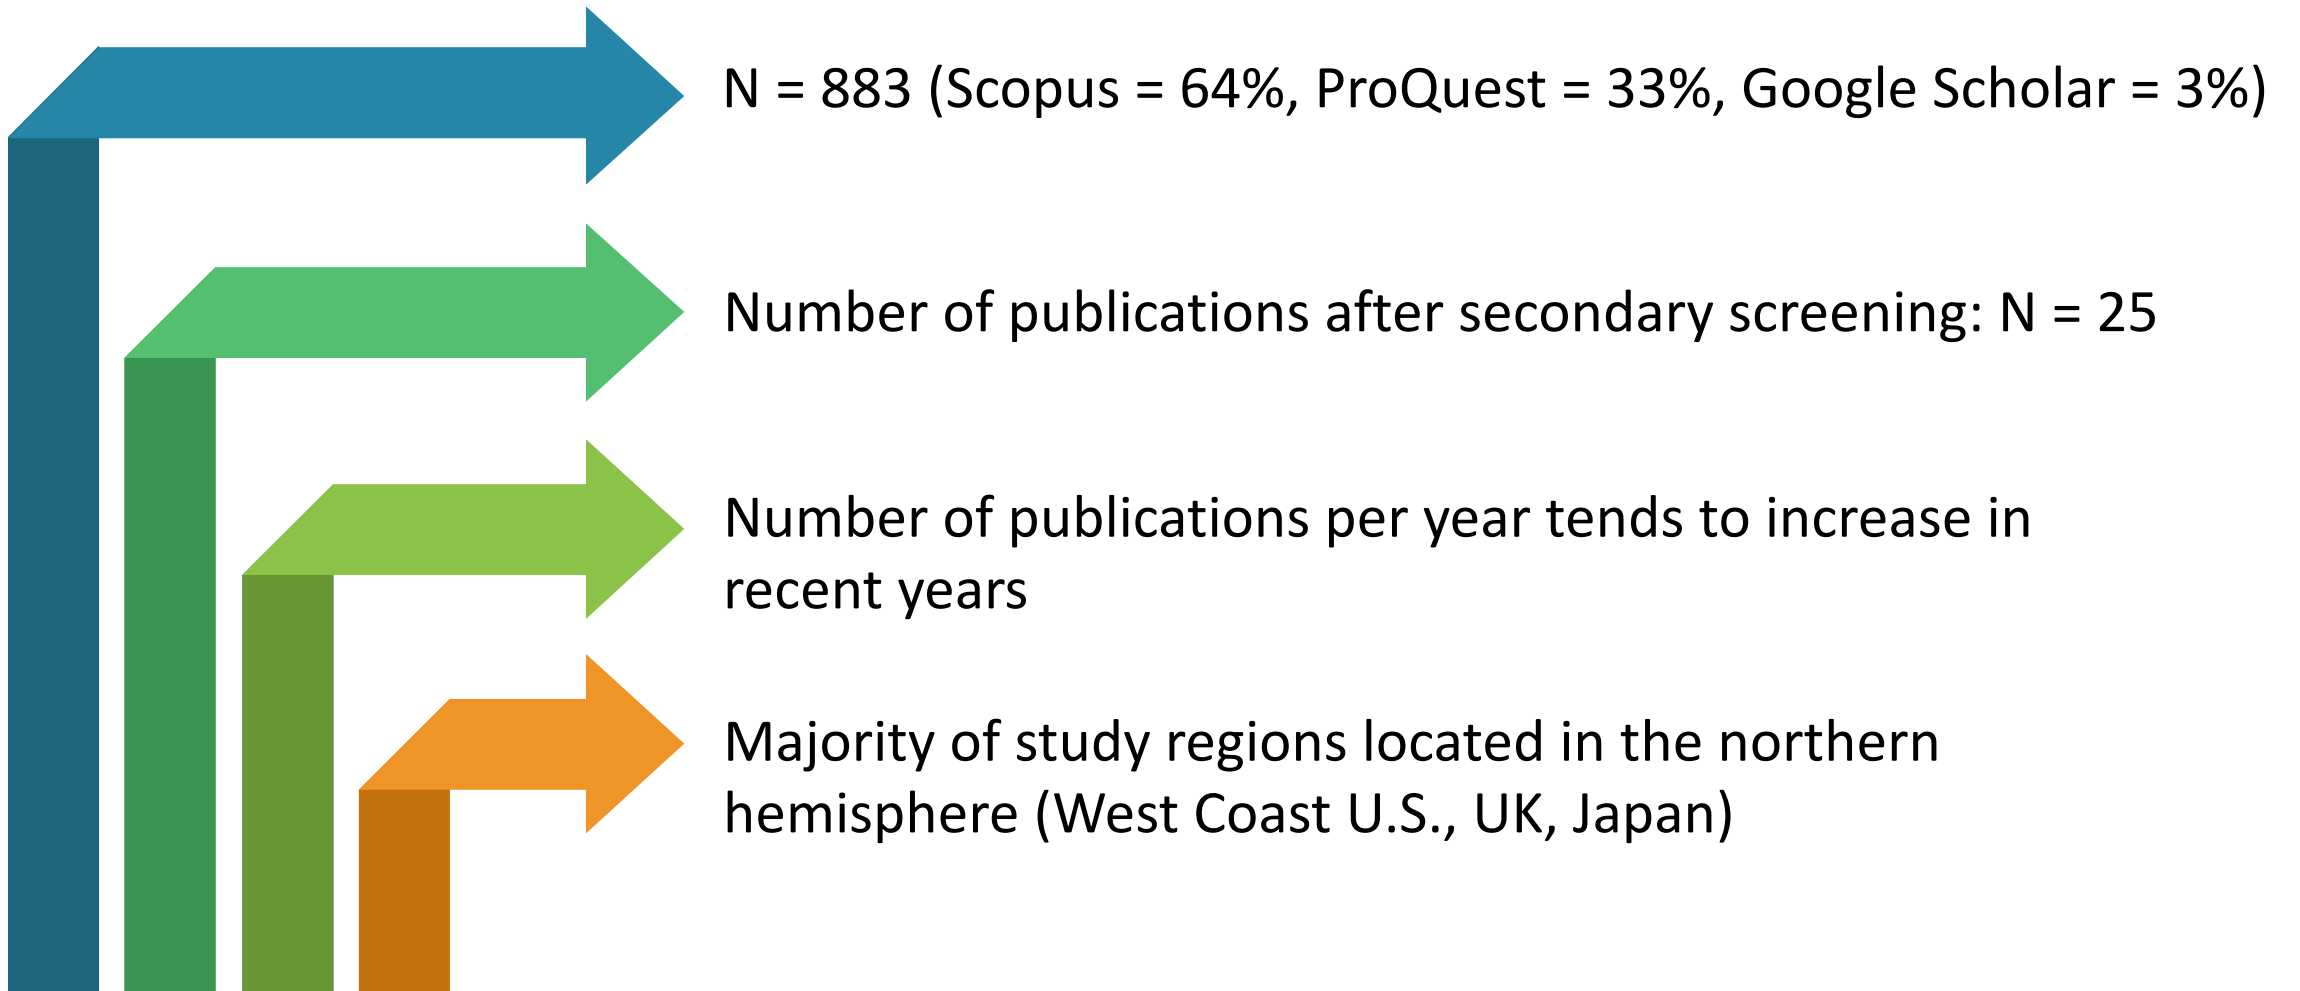 N = 883 (Scopus = 64%, ProQuest = 33%, Google Scholar = 3%)
Number of publications after secondary screening: N = 25
Number of publications per year tends to increase in
recent years
Majority of study regions located in the northern
hemisphere (West Coast U.S., UK, Japan)